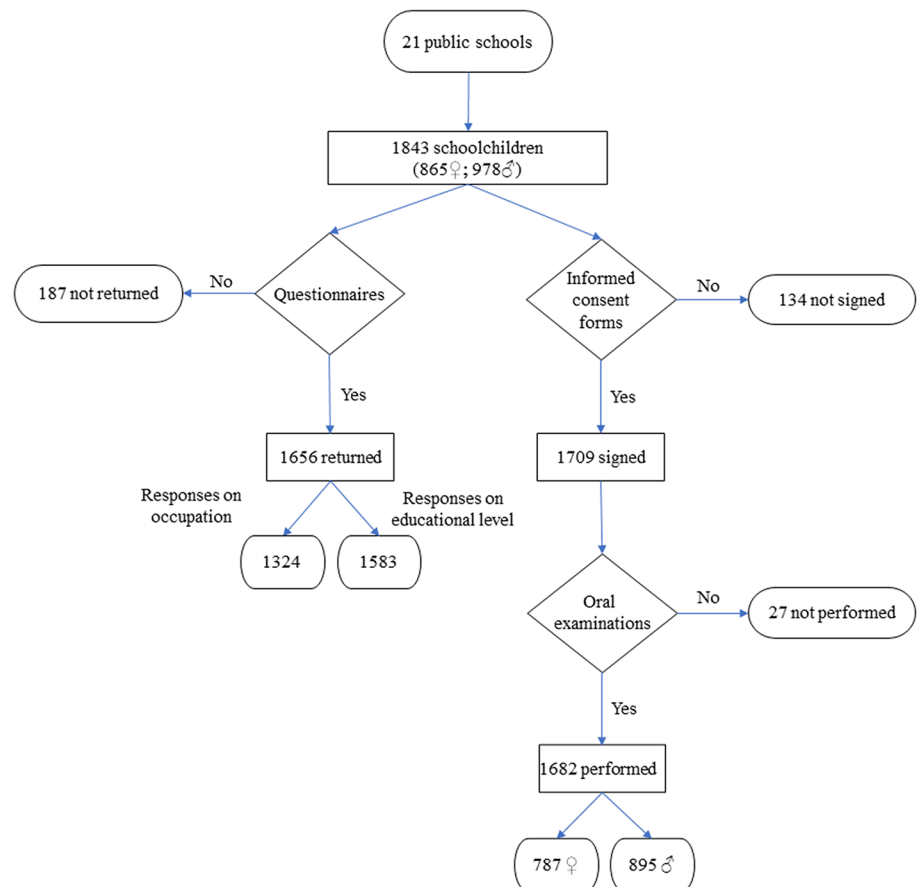 21 public schools
1843 schoolchildren
(865♀; 978♂)
No
Questionnaires
187 not returned
Informed
consent
forms
No
134 not signed
Yes
Yes
1656 returned
1709 signed
Responses on
occupation
Responses on
educational level
1324
1583
Oral
examinations
No
27 not performed
Yes
1682 performed
787 ♀
895 ♂